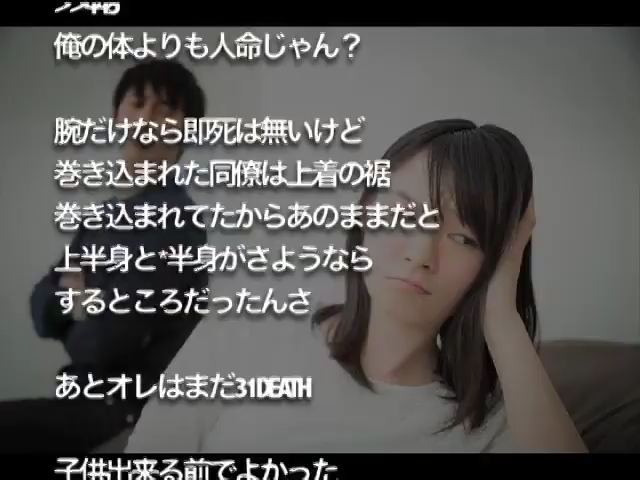 俺の体よりも人命じゃん？
腕だけなら即死は無いけど
巻き込まれた同僚は上着の裾
巻き込まれてたからあのままだと
上半身と*半身がさようなら
するところだったんさ
あとオレはまだ31DEATH
子供出来る前でよかった